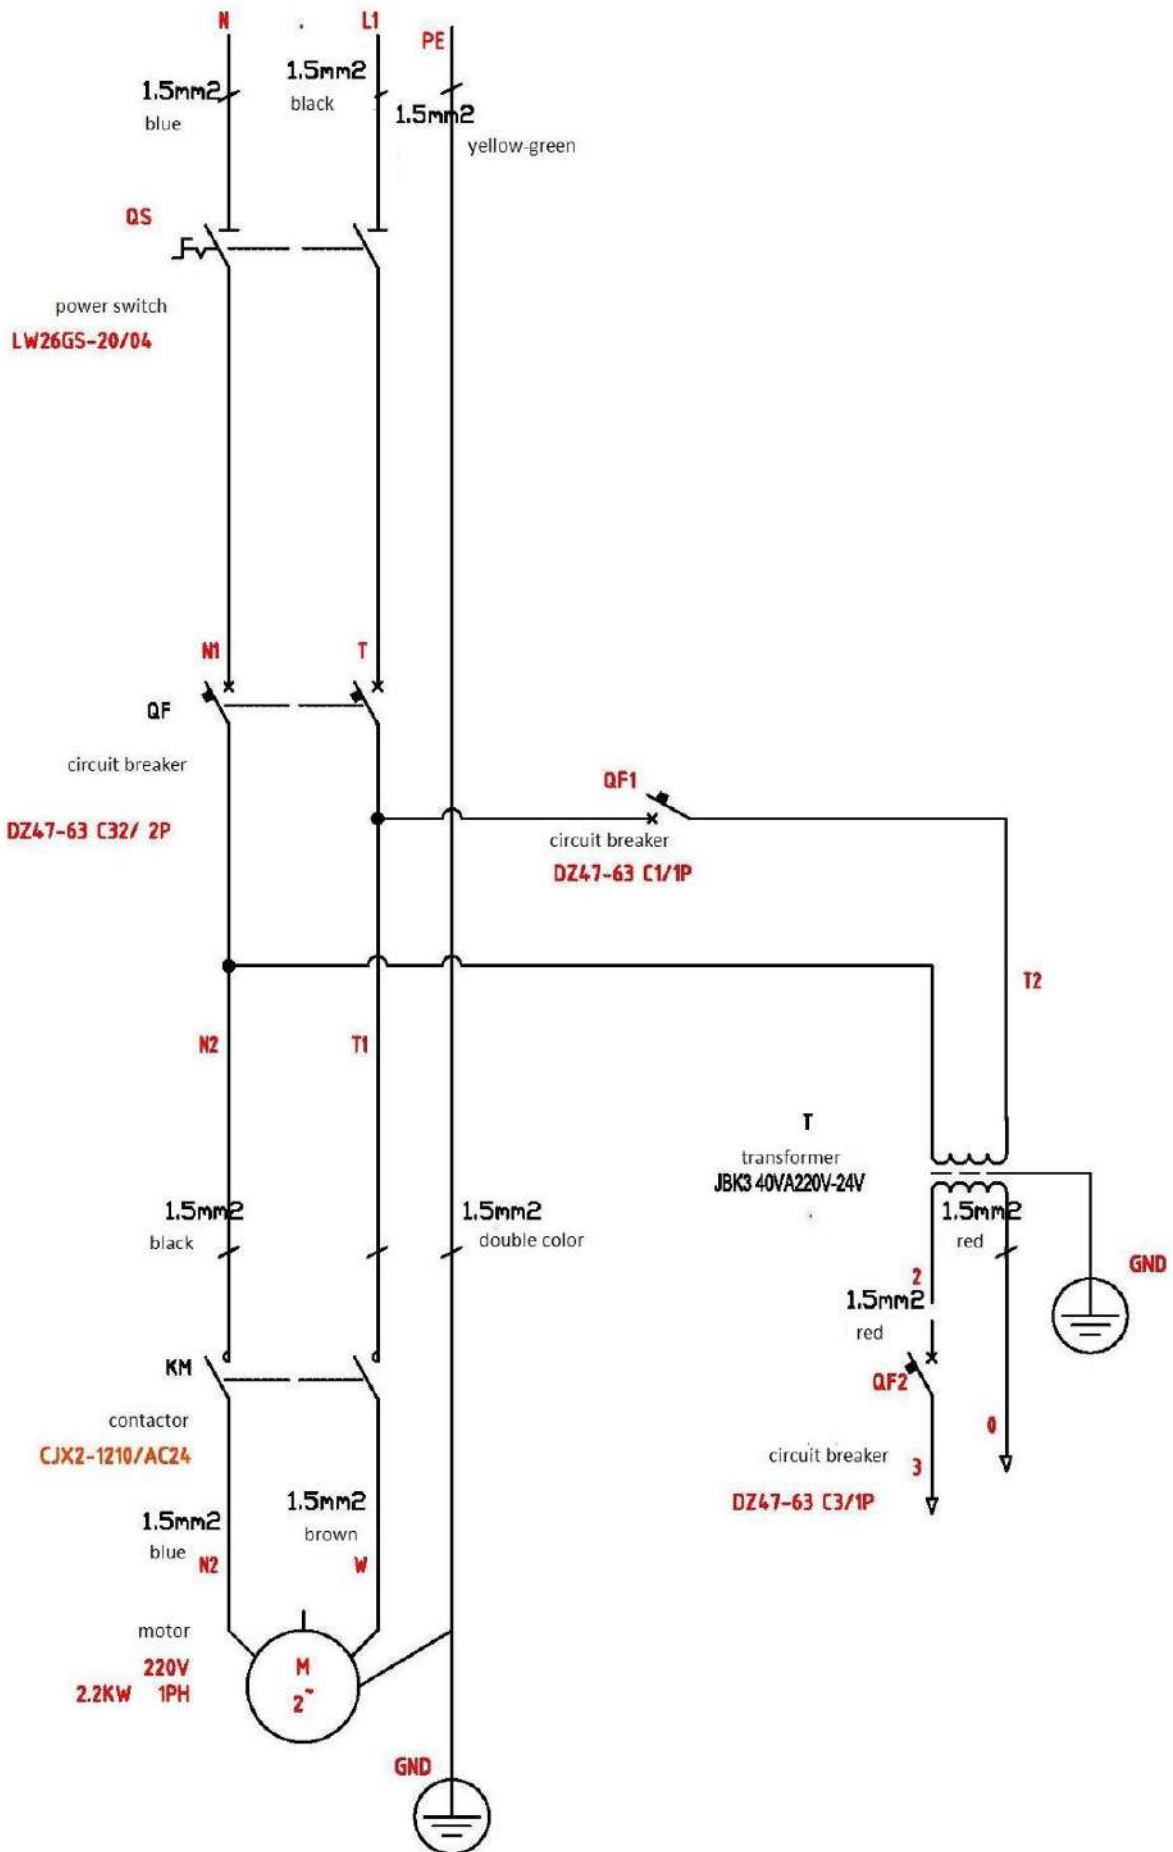 N
L1
PE
1.5mm2
black
1.5mm2
blue
1.5mm2
yellow-green
QS
power switch
LW26GS-20/04
N1
T
QF
circuit breaker
DZ47-63 C32/ 2P
QF1
circuit breaker
DZ47-63 C1/1P
T2
N2
T1
T
transformer
JBK3 40VA220V-24V
1.5mm2
black
1.5mm2
double color
1.5mm2
red
GND
2
1.5mm2
red
KM
QF2
contactor
CJX2-1210/AC24
0
circuit breaker
3
DZ47-63 C3/1P
1.5mm2
brown
1.5mm2
blue
N2
W
motor
220V
2.2KW 1PH
M
2~
GND